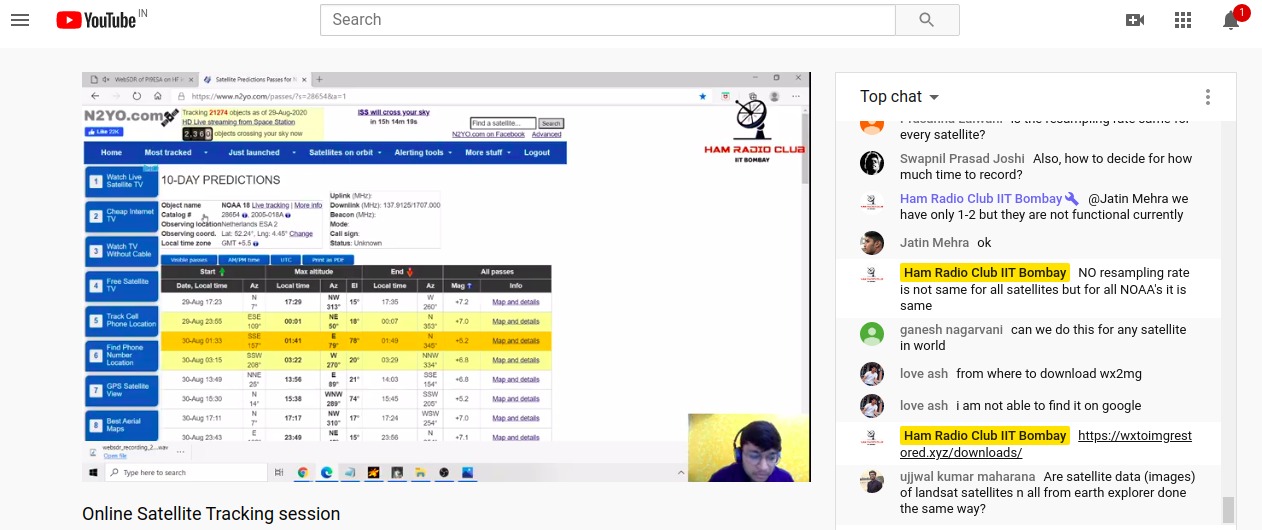 YouTube IN
Search
1
WebSDR of PI9ESA on HF
Satellite Predictions Passes for N
https://www.n2yo.com/passes/?s=28654&a=1
N2YO.com
Like 22K
Tracking 21274 objects as of 29-Aug-2020
HD Live streaming from Space Station
objects crossing your sky now
ISS will cross your sky
in 15h 14m 19s
Find a satellite...
Search
N2YO.com on Facebook Advanced
HAM RADIO CLUB
IIT BOMBAY
Home Most tracked Just launched Satellites on orbit Alerting tools More stuff Logout
1 Watch Live
Satellite TV
2 Cheap Internet
TV
3 Watch TV
Without Cable
4 Free Satellite
TV
5 Track Cell
Phone Location
6 Find Phone
Number
Location
7 GPS Satellite
View
8 Best Aerial
Maps
10-DAY PREDICTIONS
Object name NOAA 18 Live tracking | More info
Catalog # 28654 , 2005-018A
Observing location Netherlands ESA 2
Observing coord. Lat: 52.24°, Lng: 4.45° Change
Local time zone GMT +5.5
Uplink (MHz):
Downlink (MHz): 137.9125/1707.000
Beacon (MHz):
Mode:
Call sign:
Status: Unknown
Visible passes AM/PM time UTC Print as PDF
Start Max altitude End All passes
Date, Local time Az Local time Az El Local time Az Mag Info
29-Aug 17:23 N 7° 17:29 NW 313° 15° 17:35 W 260° +7.2 Map and details
29-Aug 23:55 ESE 109° 00:01 NE 50° 18° 00:07 N 353° +7.0 Map and details
30-Aug 01:33 SSE 157° 01:41 E 79° 78° 01:49 N 345° +5.2 Map and details
30-Aug 03:15 SSW 208° 03:22 W 270° 20° 03:29 NNW 334° +6.8 Map and details
30-Aug 13:49 NNE 25° 13:56 E 89° 21° 14:03 SSE 154° +6.8 Map and details
30-Aug 15:30 N 14° 15:38 WNW 289° 74° 15:45 SSW 205° +5.2 Map and details
30-Aug 17:11 N 7° 17:17 NW 310° 17° 17:24 WSW 254° +7.0 Map and details
30-Aug 23:43 E 23:49 NE 15° 23:56 N +7.1 Map and details
websdr_recording_2....wav
Open file
Type here to search
Online Satellite Tracking session
Top chat
every satellite?
Swapnil Prasad Joshi Also, how to decide for how
much time to record?
Ham Radio Club IIT Bombay @Jatin Mehra we
have only 1-2 but they are not functional currently
Jatin Mehra ok
Ham Radio Club IIT Bombay NO resampling rate
is not same for all satellites but for all NOAA's it is
same
ganesh nagarvani can we do this for any satellite
in world
love ash from where to download wx2mg
love ash i am not able to find it on google
Ham Radio Club IIT Bombay https://wxtoimgrest
ored.xyz/downloads/
ujjwal kumar maharana Are satellite data (images)
of landsat satellites n all from earth explorer done
the same way?